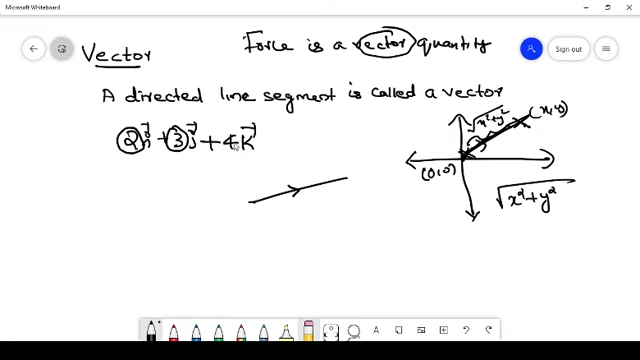 Microsoft Whiteboard
Sign out
Force is a vector quantity
Vector
A directed line segment is called a vector
2i⃗ + 3j⃗ + 4k⃗
√x²+y²
(x,y)
(0,0)
√x²+y²
A